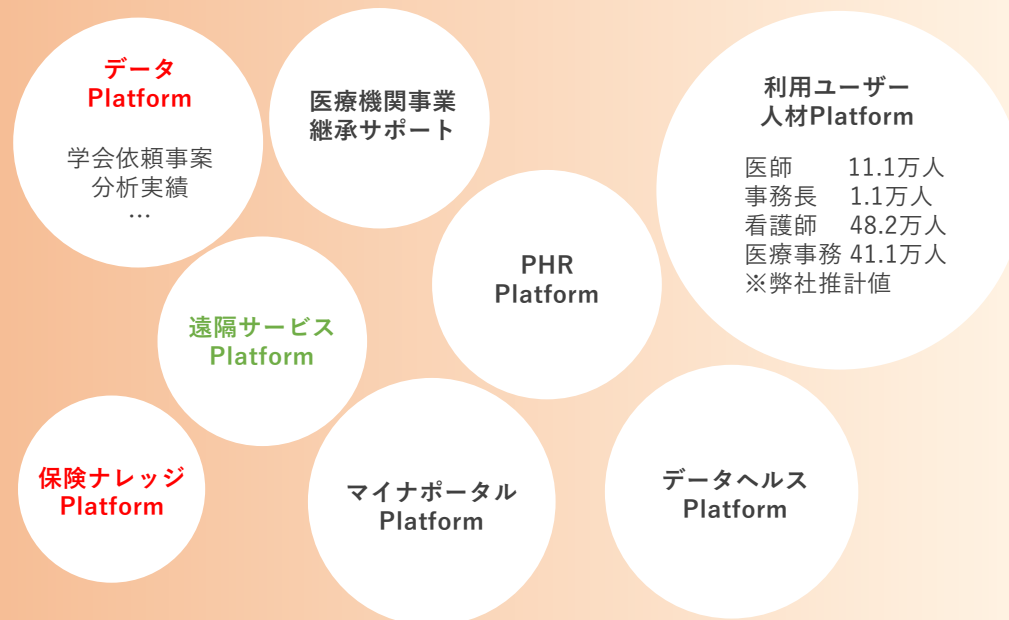 データ
Platform
学会依頼事案
分析実績
…
医療機関事業
継承サポート
利用ユーザー
人材Platform
医師 11.1万人
事務長 1.1万人
看護師 48.2万人
医療事務 41.1万人
※弊社推計値
PHR
Platform
遠隔サービス
Platform
保険ナレッジ
Platform
マイナポータル
Platform
データヘルス
Platform